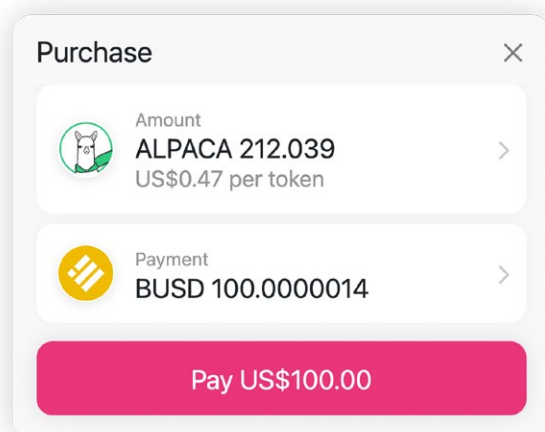 Purchase
Amount
ALPACA 212.039
US$0.47 per token
Payment
BUSD 100.0000014
Pay US$100.00